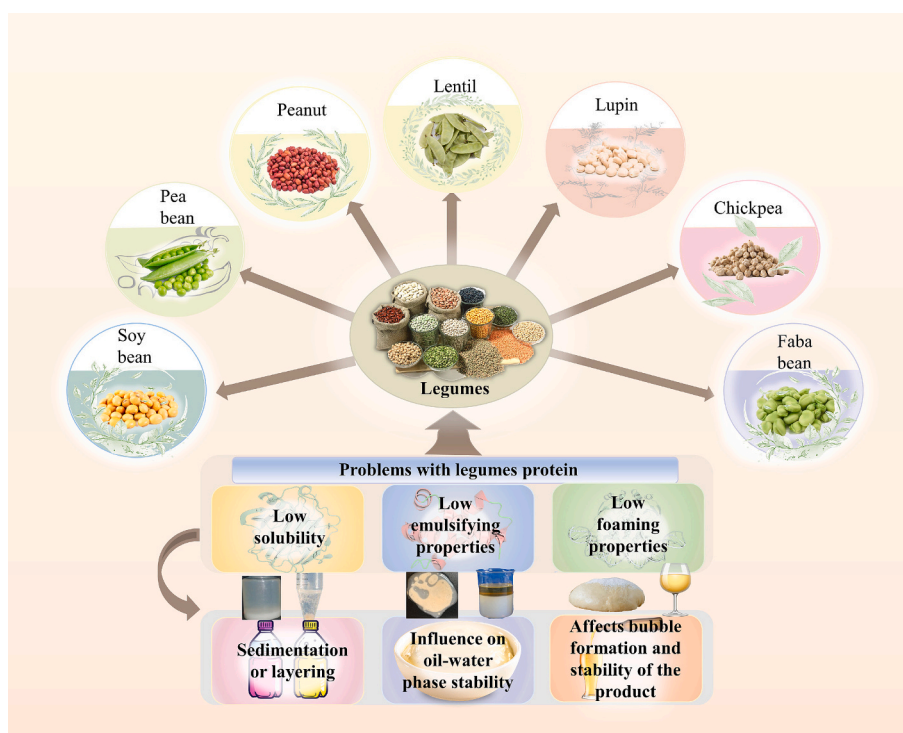 Lentil
Peanut
Lupin
Pea
bean
Chickpea
Soy
bean
Faba
bean
Legumes
Problems with legumes protein
Low
solubility
Low
emulsifying
properties
Low
foaming
properties
Sedimentation
or layering
Influence on
oil-water
phase stability
Affects bubble
formation and
stability of the
product